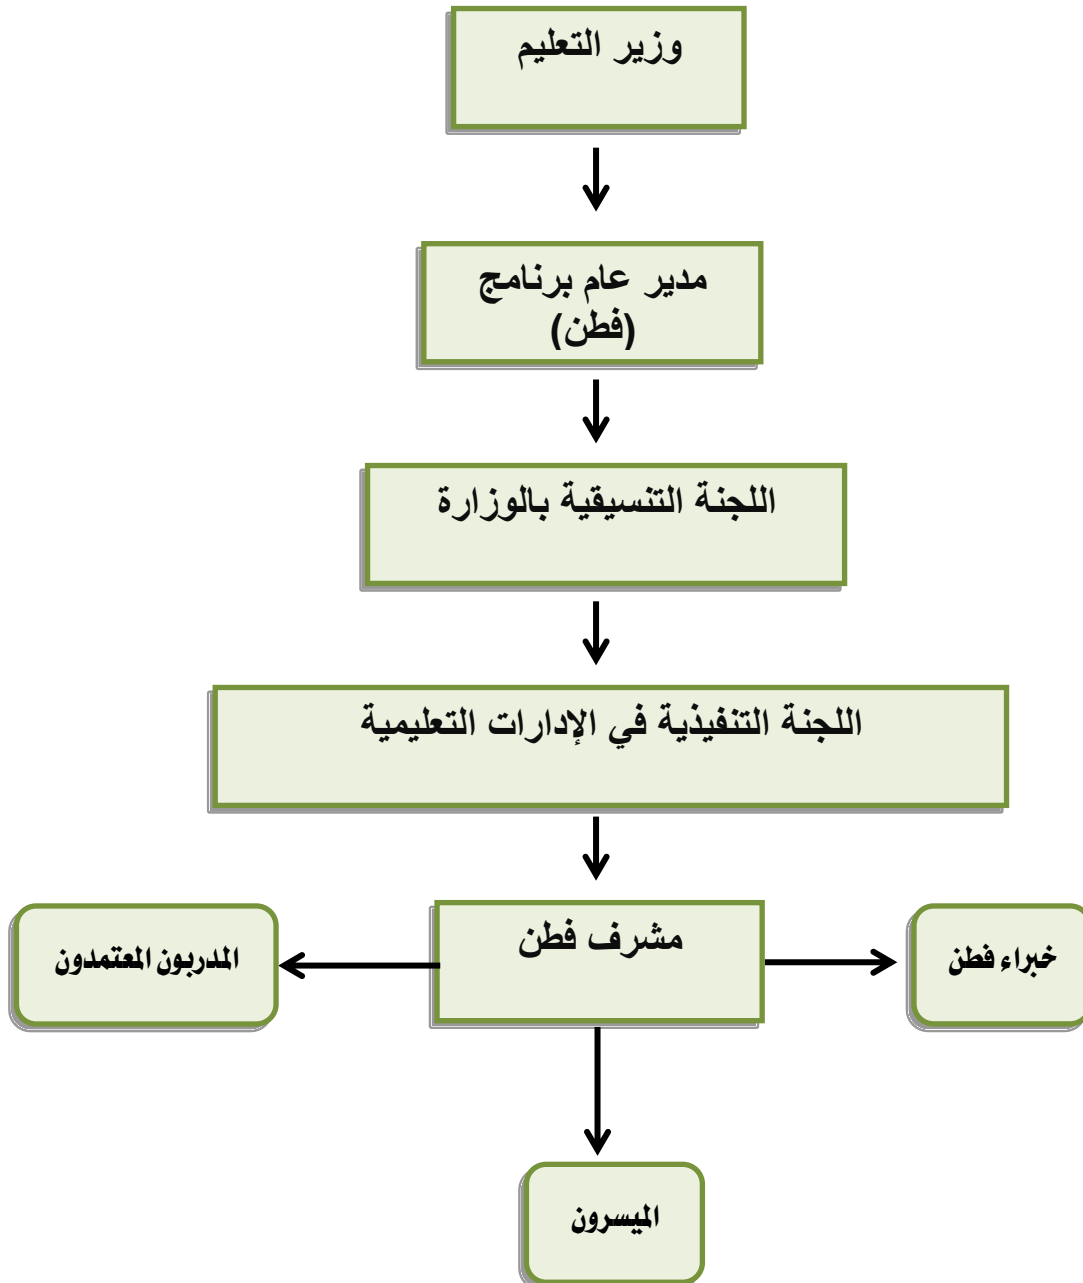 وزير التعليم
مدير عام برنامج
(فطن)
اللجنة التنسيقية بالوزارة
اللجنة التنفيذية في الإدارات التعليمية
مشرف فطن
خبراء فطن
المدربون المعتمدون
الميسرون